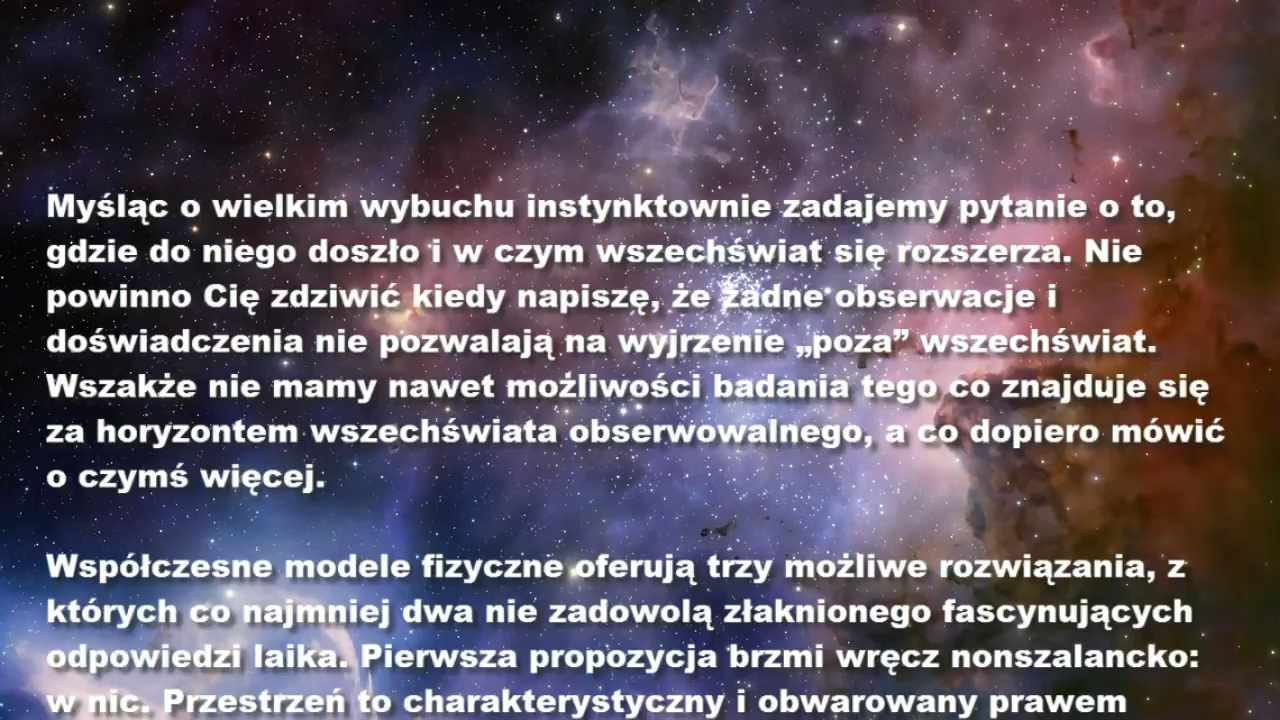 Myśląc o wielkim wybuchu instynktownie zadajemy pytanie o to,
gdzie do niego doszło i w czym wszechświat się rozszerza. Nie
powinno Cię zdziwić kiedy napiszę, że żadne obserwacje i
doświadczenia nie pozwalają na wyjrzenie „poza” wszechświat.
Wszakże nie mamy nawet możliwości badania tego co znajduje się
za horyzontem wszechświata obserwowalnego, a co dopiero mówić
o czymś więcej.
Współczesne modele fizyczne oferują trzy możliwe rozwiązania, z
których co najmniej dwa nie zadowolą złaknionego fascynujących
odpowiedzi laika. Pierwsza propozycja brzmi wręcz nonszalancko:
w nic. Przestrzeń to charakterystyczny i obwarowany prawem